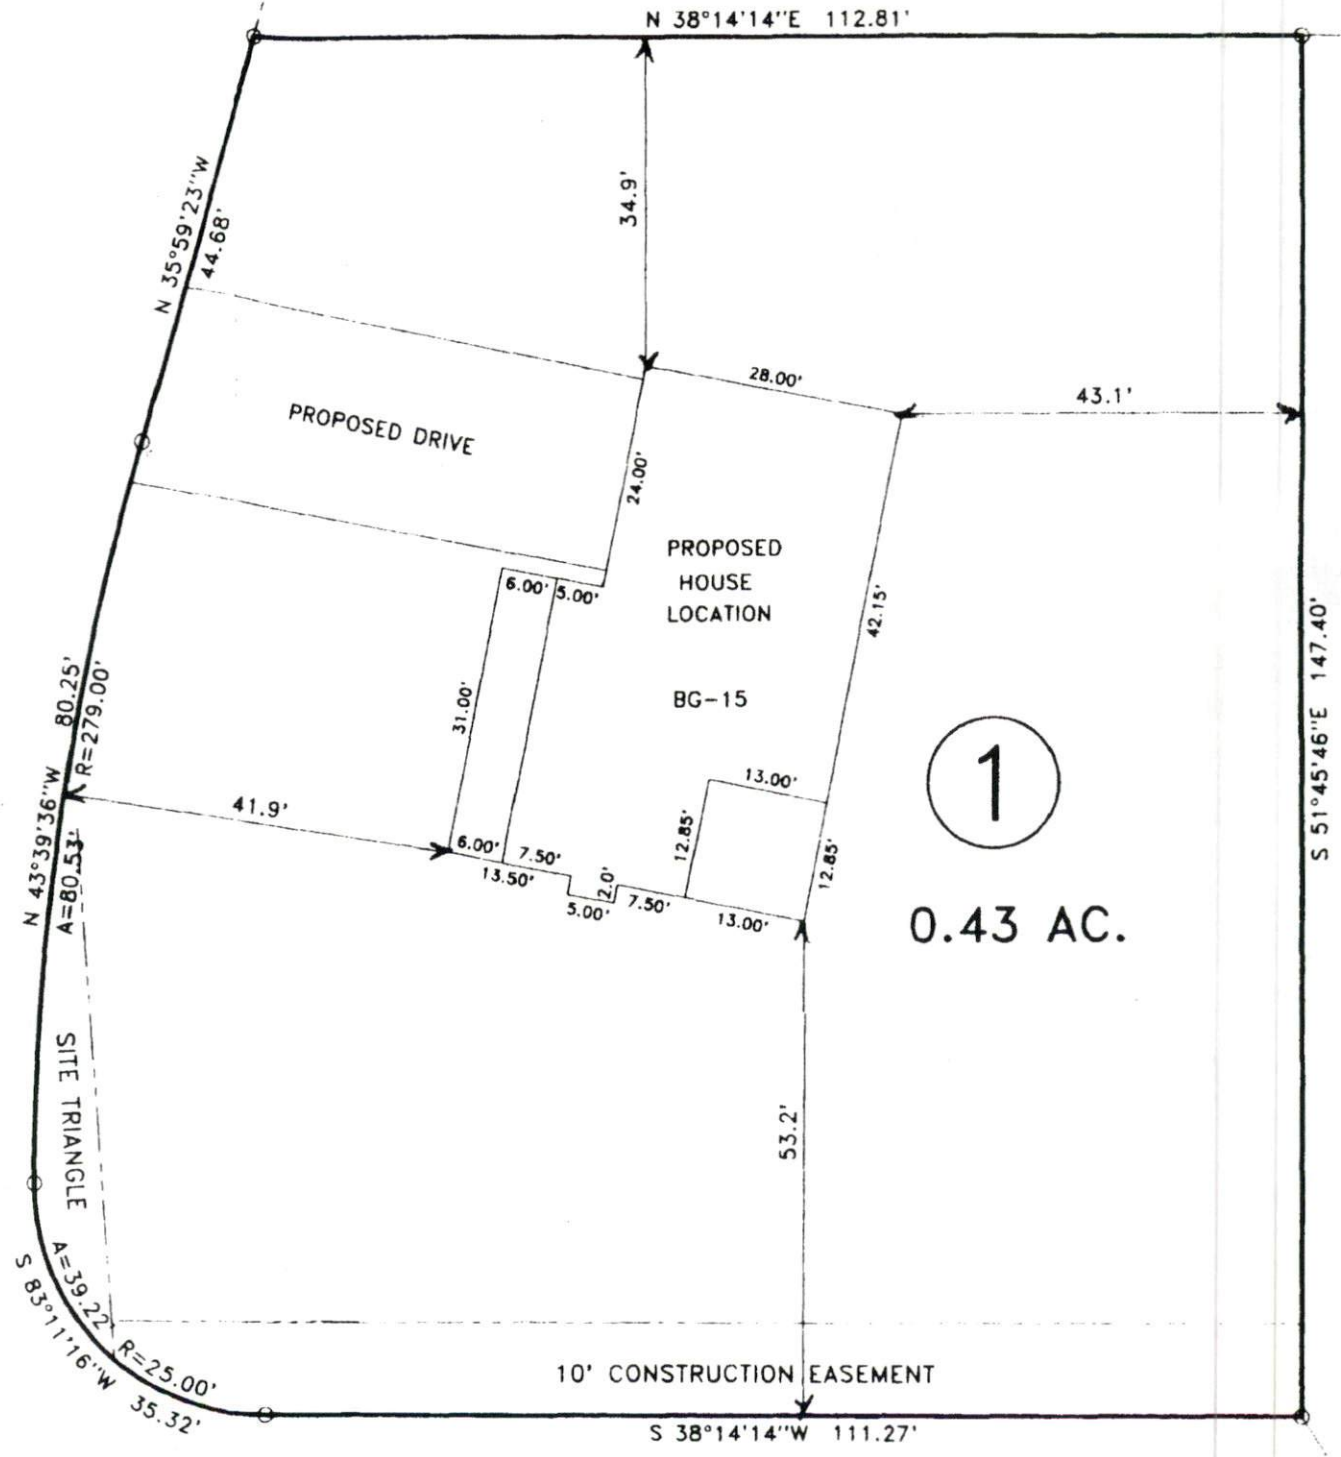 N 38°14'14"E 112.81'
N 35°59'23"W
44.68'
34.9'
28.00'
43.1'
PROPOSED DRIVE
24.00'
PROPOSED
HOUSE
LOCATION
BG-15
6.00'
5.00'
42.15'
31.00'
S 51°45'46"E 147.40'
N 43°39'36"W 80.25'
R=279.00'
A=80.53'
41.9'
6.00'
7.50'
13.50'
2.0'
5.00'
7.50'
12.85'
13.00'
12.85'
13.00'
1
0.43 AC.
53.2'
SITE TRIANGLE
A=39.22'
R=25.00'
S 83°11'16"W 35.32'
10' CONSTRUCTION EASEMENT
S 38°14'14"W 111.27'